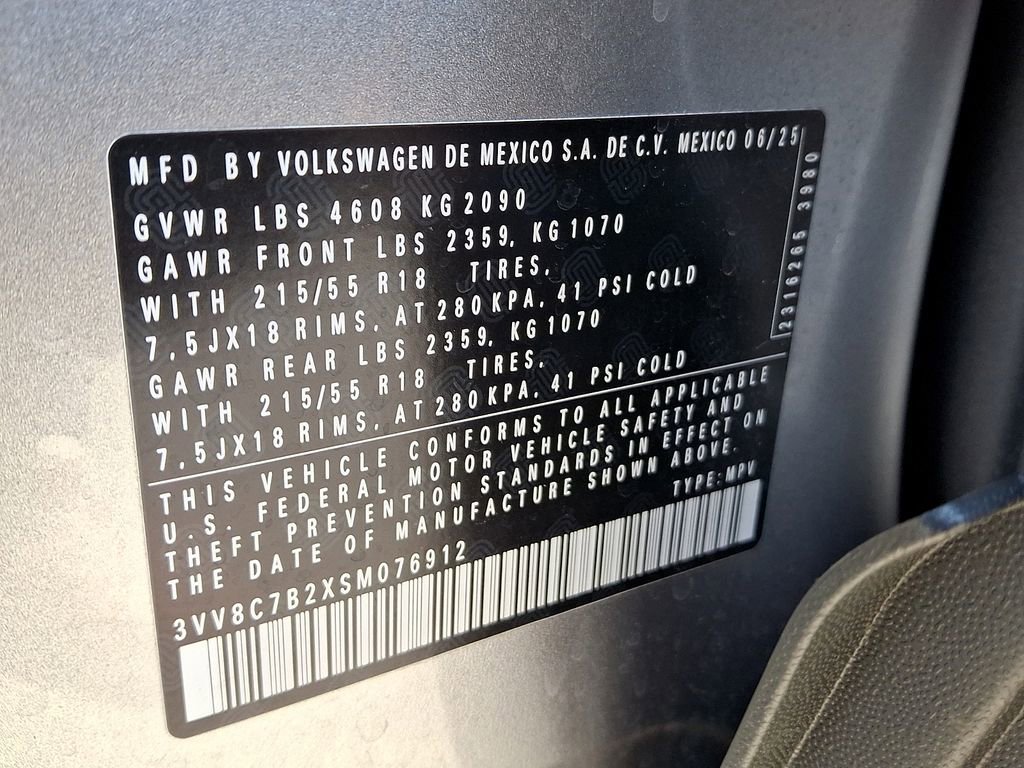 MFD BY VOLKSWAGEN DE MEXICO S.A. DE C.V. MEXICO 06/25
GVWR LBS 4608 KG 2090
GAWR FRONT LBS 2359, KG 1070
WITH 215/55 R18 TIRES,
7,5JX18 RIMS, AT 280 KPA, 41 PSI COLD
GAWR REAR LBS 2359, KG 1070
WITH 215/55 R18 TIRES,
7,5JX18 RIMS, AT 280 KPA, 41 PSI COLD
2316265 3980
THIS VEHICLE CONFORMS TO ALL APPLICABLE
U.S. FEDERAL MOTOR VEHICLE SAFETY AND
THEFT PREVENTION STANDARDS IN EFFECT ON
THE DATE OF MANUFACTURE SHOWN ABOVE.
TYPE: MPV
3VV8C7B2XSM076912